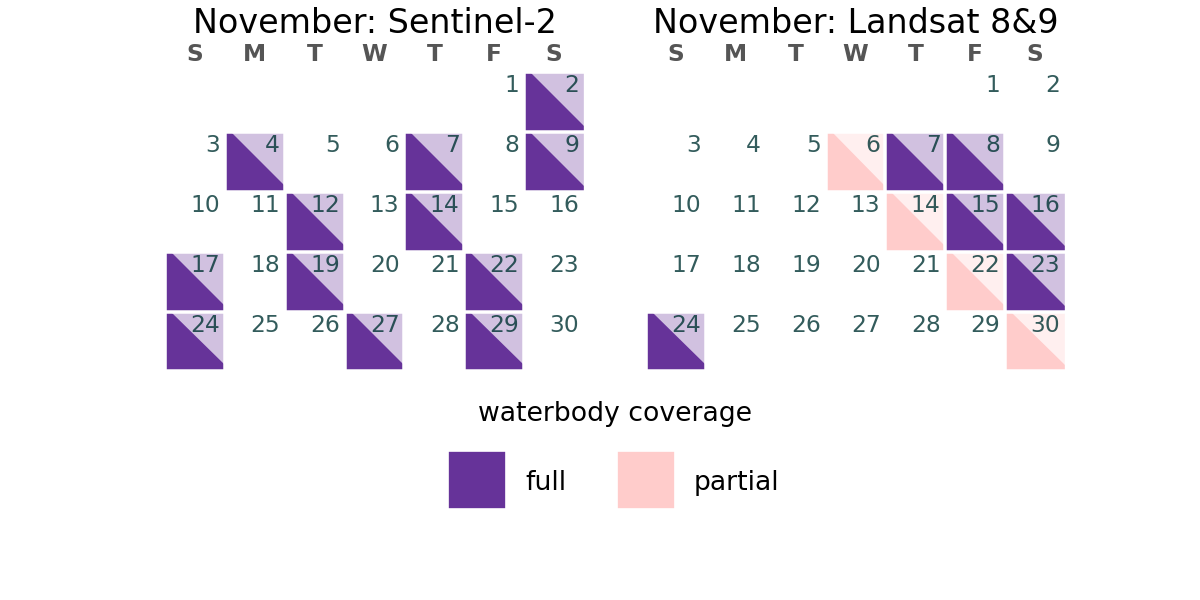 November: Sentinel-2
S M T W T F S
1 2
3 4 5 6 7 8 9
10 11 12 13 14 15 16
17 18 19 20 21 22 23
24 25 26 27 28 29 30
November: Landsat 8&9
S M T W T F S
1 2
3 4 5 6 7 8 9
10 11 12 13 14 15 16
17 18 19 20 21 22 23
24 25 26 27 28 29 30
waterbody coverage
full partial